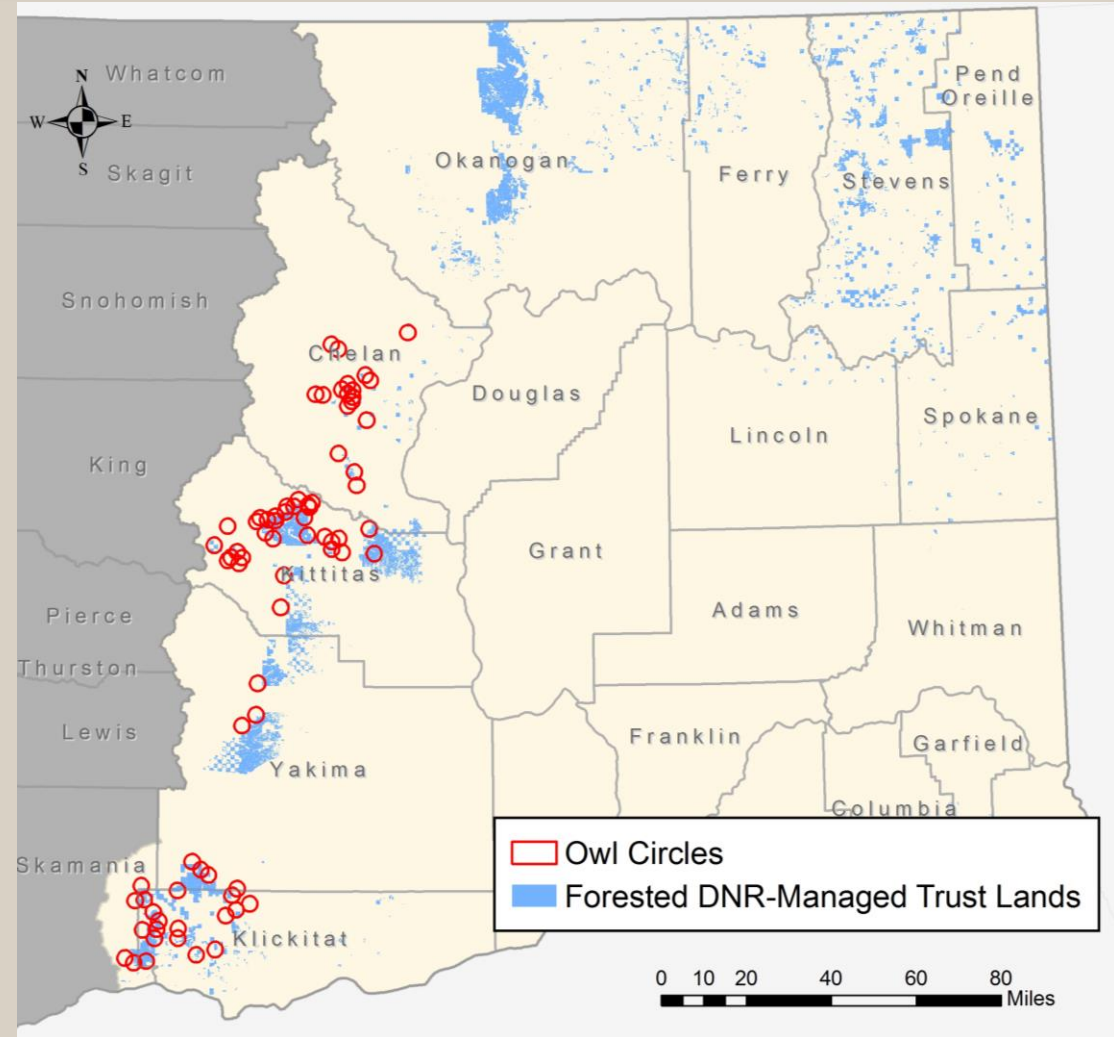 Whatcom
N
W
E
S
Skagit
Pend
Oreille
Okanogan
Ferry
Stevens
Snohomish
Chelan
Douglas
Spokane
Lincoln
King
Grant
Kittitas
Adams
Whitman
Pierce
Thurston
Lewis
Franklin
Garfield
Yakima
Columbia
Skamania
Klickitat
Owl Circles
Forested DNR-Managed Trust Lands
0 10 20 40 60 80
Miles